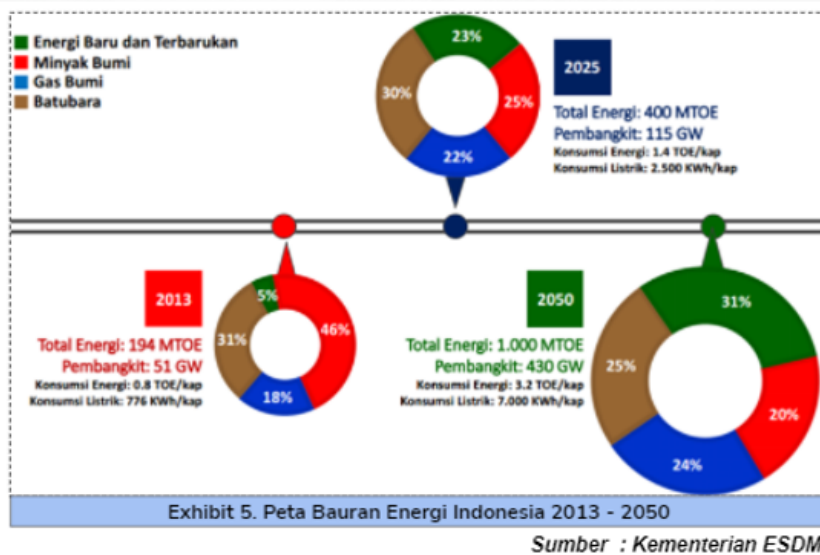 Energi Baru dan Terbarukan
Minyak Bumi
Gas Bumi
Batubara
23%
30%
25%
22%
2025
Total Energi: 400 MTOE
Pembangkit: 115 GW
Konsumsi Energi: 1.4 TOE/kap
Konsumsi Listrik: 2.500 KWh/kap
2013
Total Energi: 194 MTOE
Pembangkit: 51 GW
Konsumsi Energi: 0.8 TOE/kap
Konsumsi Listrik: 776 KWh/kap
5%
31%
46%
18%
2050
Total Energi: 1.000 MTOE
Pembangkit: 430 GW
Konsumsi Energi: 3.2 TOE/kap
Konsumsi Listrik: 7.000 KWh/kap
31%
25%
20%
24%
Exhibit 5. Peta Bauran Energi Indonesia 2013 - 2050
Sumber : Kementerian ESDM